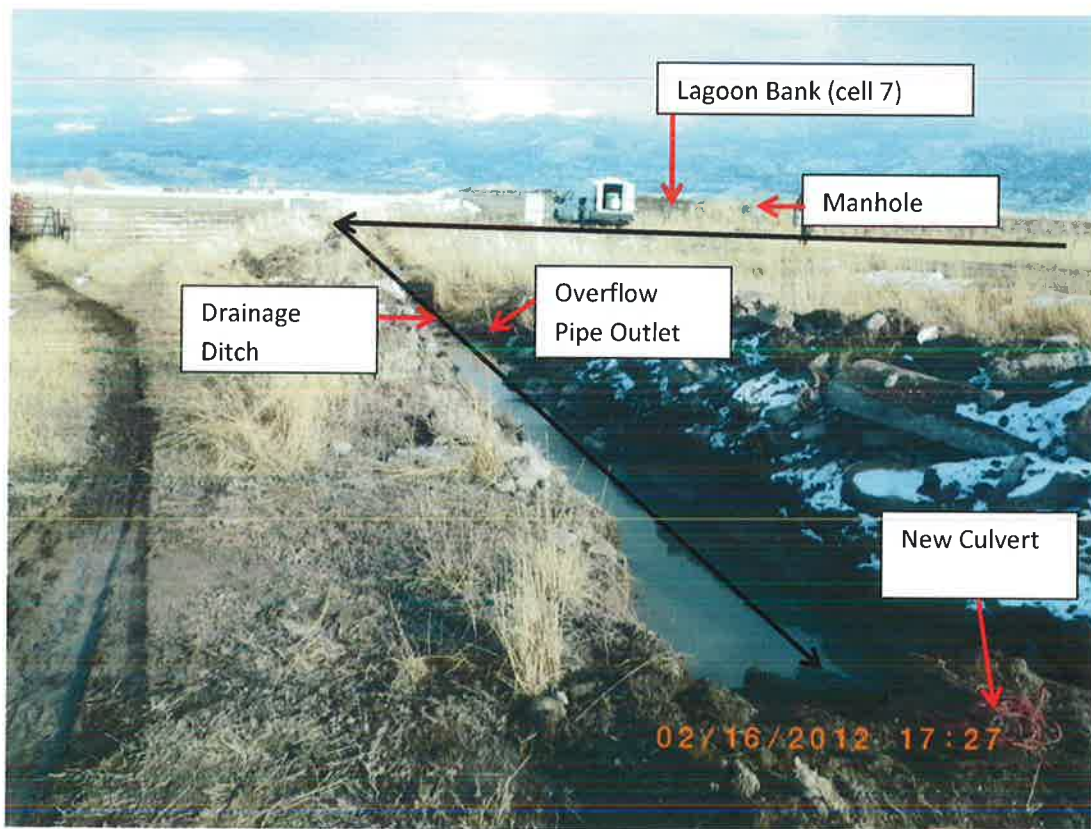 Lagoon Bank (cell 7)
Manhole
Overflow
Pipe Outlet
Drainage
Ditch
New Culvert
02/16/2012 17:27